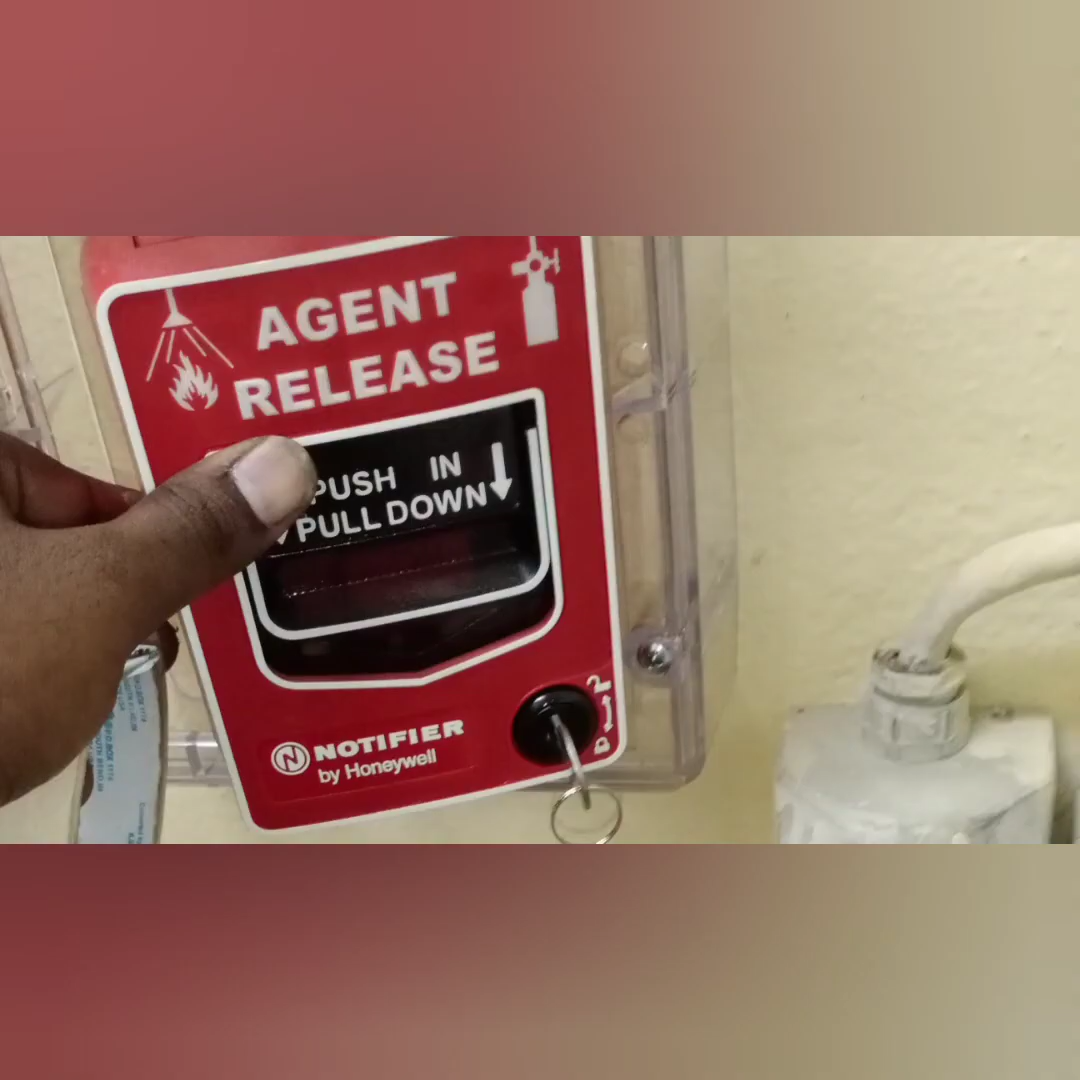 AGENT
RELEASE
PUSH IN
PULL DOWN
NOTIFIER
by Honeywell